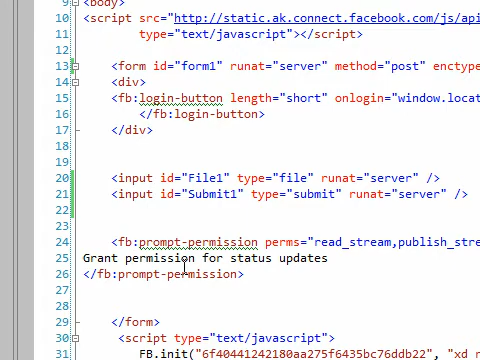 9 <body>
10 <script src="http://static.ak.connect.facebook.com/js/api
11 type="text/javascript"></script>
12
13 <form id="form1" runat="server" method="post" enctype
14 <div>
15 <fb:login-button length="short" onlogin="window.locat
16 </fb:login-button>
17 </div>
18
19
20 <input id="File1" type="file" runat="server" />
21 <input id="Submit1" type="submit" runat="server" />
22
23
24 <fb:prompt-permission perms="read_stream,publish_stre
25 Grant permission for status updates
26 </fb:prompt-permission>
27
28
29 </form>
30 <script type="text/javascript">
31 FB.init("6f40441242180aa275f6435bc76ddb22", "xd r